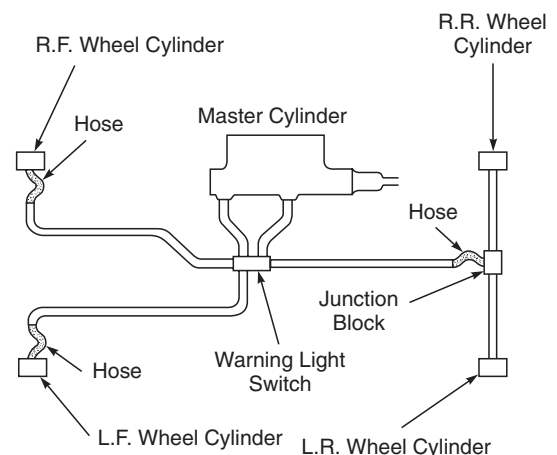 R.R. Wheel
Cylinder
R.F. Wheel Cylinder
Hose
Master Cylinder
Hose
Junction
Block
Warning Light
Switch
Hose
L.F. Wheel Cylinder
L.R. Wheel Cylinder